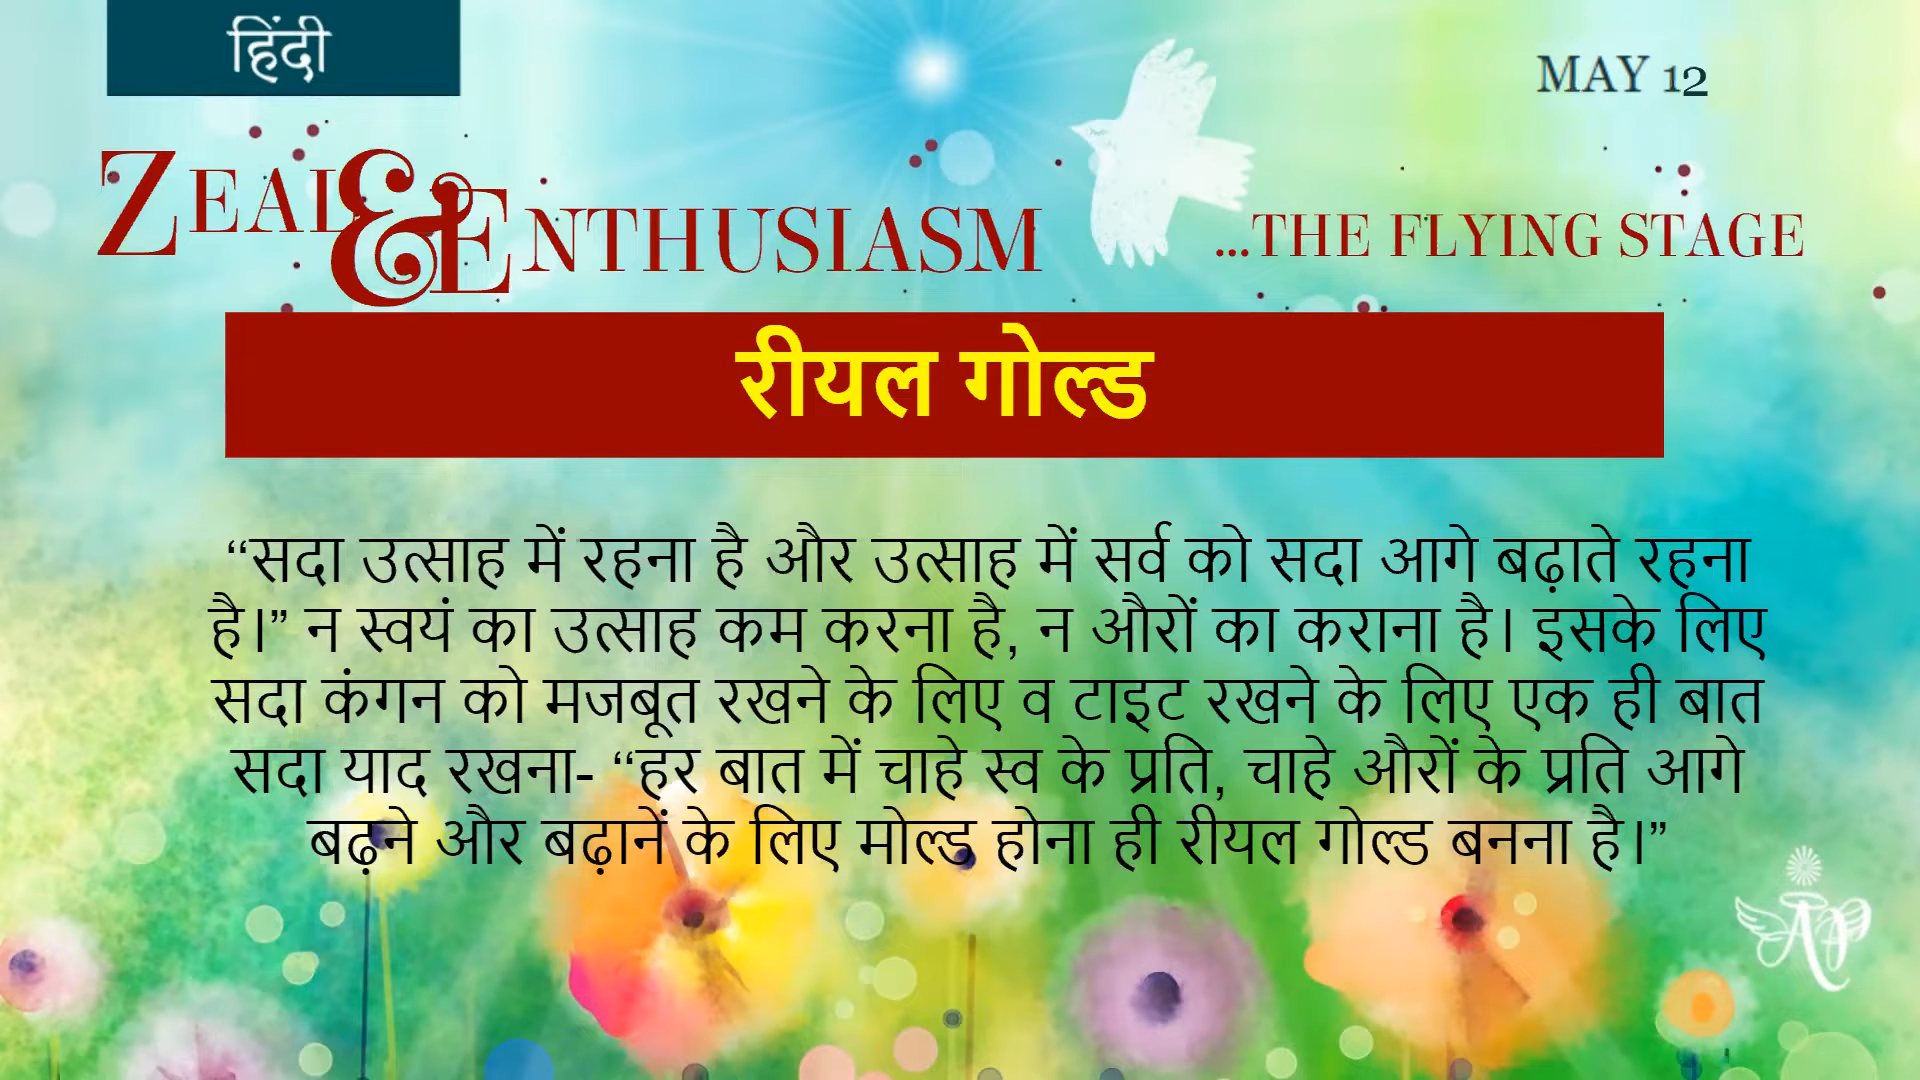 हिंदी
MAY 12
ZEAL & ENTHUSIASM
...THE FLYING STAGE
रीयल गोल्ड
“सदा उत्साह में रहना है और उत्साह में सर्व को सदा आगे बढ़ाते रहना
है।” न स्वयं का उत्साह कम करना है, न औरों का कराना है। इसके लिए
सदा कंगन को मजबूत रखने के लिए व टाइट रखने के लिए एक ही बात
सदा याद रखना- “हर बात में चाहे स्व के प्रति, चाहे औरों के प्रति आगे
बढ़ने और बढ़ानें के लिए मोल्ड होना ही रीयल गोल्ड बनना है।”